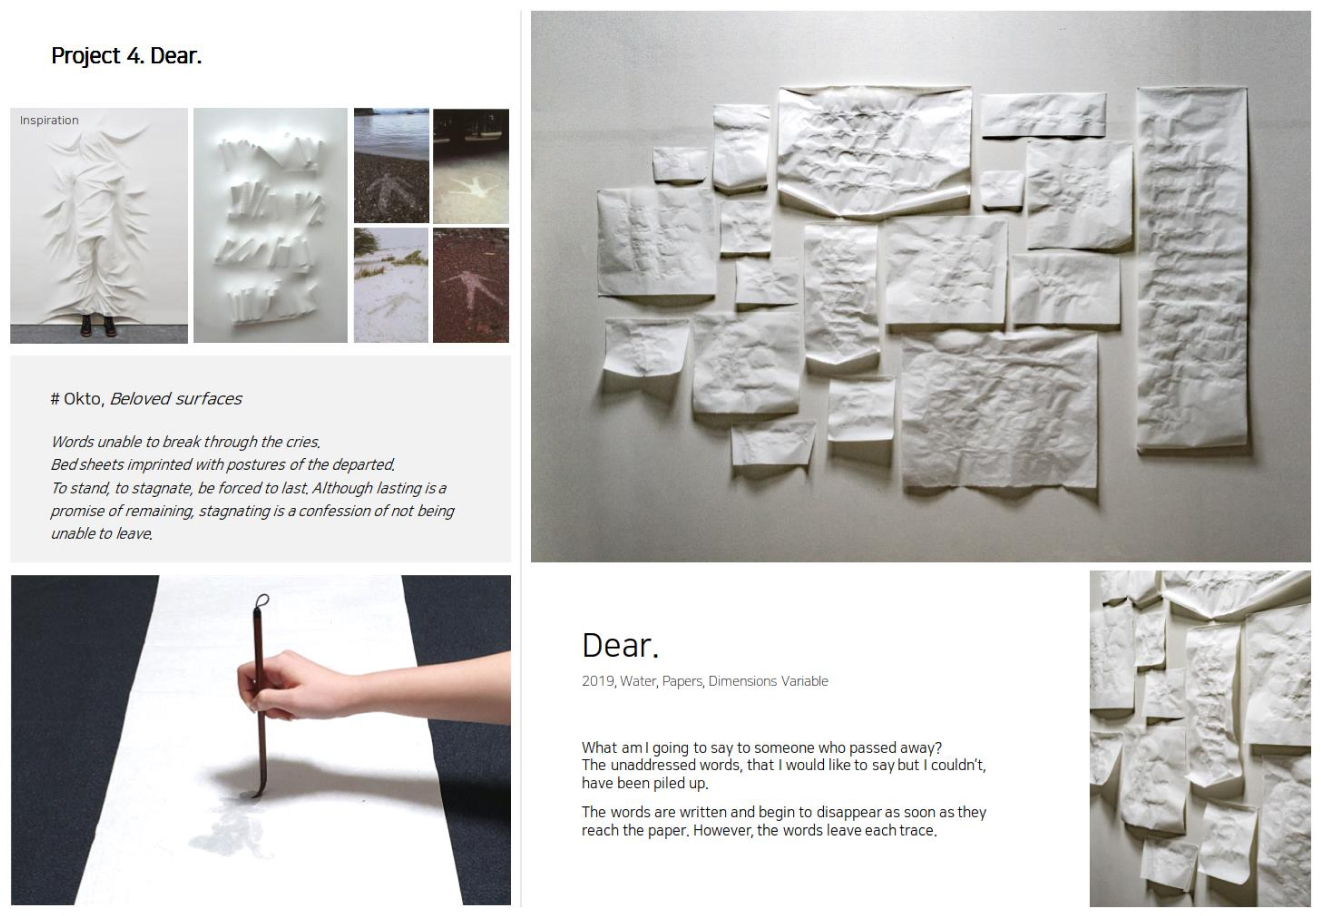 Project 4. Dear.
Inspiration
# Okto, Beloved surfaces
Words unable to break through the cries.
Bed sheets imprinted with postures of the departed.
To stand, to stagnate, be forced to last. Although lasting is a
promise of remaining, stagnating is a confession of not being
unable to leave.
Dear.
2019, Water, Papers, Dimensions Variable
What am I going to say to someone who passed away?
The unaddressed words, that I would like to say but I couldn't,
have been piled up.
The words are written and begin to disappear as soon as they
reach the paper. However, the words leave each trace.